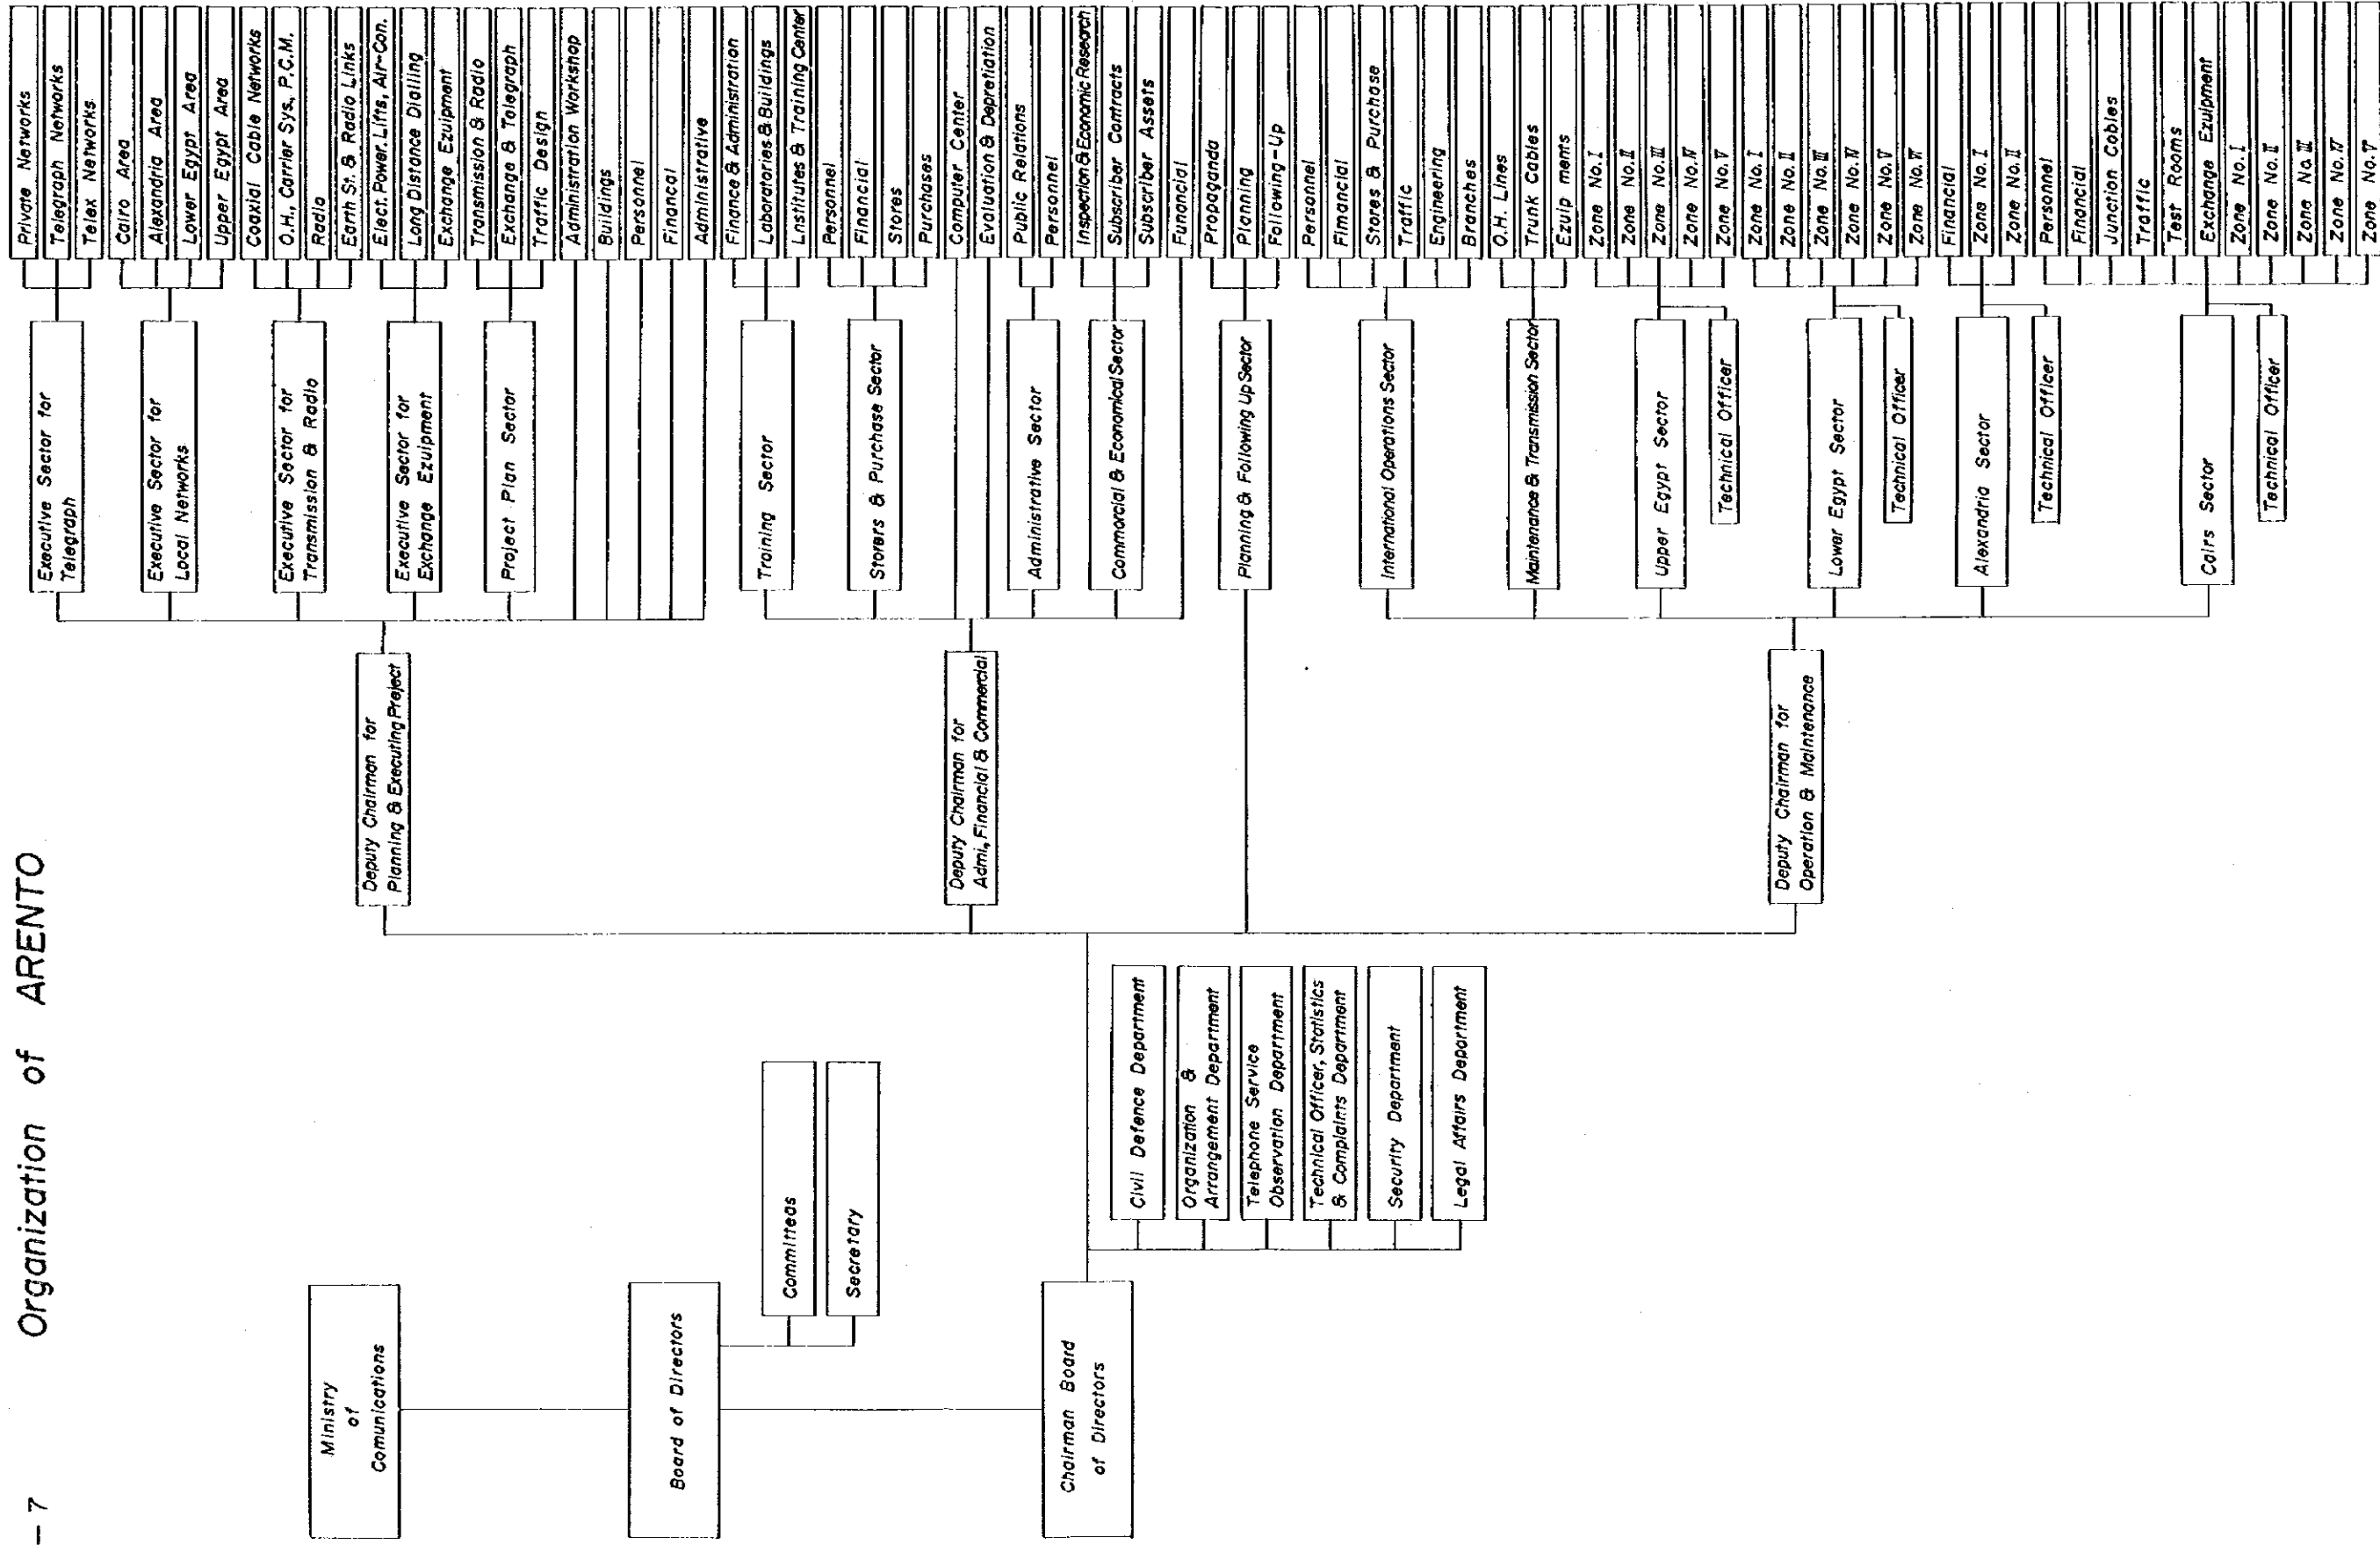 - 7 Organization of ARENTO
Ministry
of
Comunications
Board of Directors
Committeas
Secretary
Chairman Board
of Directors
Civil Defence Department
Organization &
Arrangement Department
Telephone Service
Observation Department
Technical Officer, Statistics
& Complaints Department
Security Department
Legal Affairs Department
Deputy Chairman for
Planning & Executing Preject
Deputy Chairman for
Admi, Financial & Commercial
Deputy Chairman for
Operation & Maintenance
Executive Sector for
Telegraph
Executive Sector for
Local Networks
Executive Sector for
Transmission & Radio
Executive Sector for
Exchange Ezulpment
Project Plan Sector
Training Sector
Storers & Purchase Sector
Administrative Sector
Commorcial & Economical Sector
Planning & Following Up Sector
International Operations Sector
Maintenance & Transmission Sector
Upper Egypt Sector
Technical Officer
Lower Egypt Sector
Technical Officer
Alexandria Sector
Technical Officer
Cairs Sector
Technical Officer
Private Networks
Telegraph Networks
Telex Networks
Cairo Area
Alexandria Area
Lower Egypt Area
Upper Egypt Area
Coaxial Cable Networks
O.H., Carrier Sys., P.C.M.
Radio
Earth St. & Radio Links
Elect. Power. Lifts, Air-Con.
Long Distance Dialling
Exchange Ezuipment
Transmission & Radio
Exchange & Telegraph
Traffic Design
Administration Workshop
Buildings
Personnel
Financal
Administrative
Finance & Administration
Laboratories & Buildings
Lnstitutes & Training Center
Personnel
Financial
Stores
Purchases
Computer Center
Evaluation & Depretiation
Public Relations
Personnel
Inspection & Economic Research
Subscriber Contracts
Subscriber Assets
Funancial
Propaganda
Planning
Following-Up
Personnel
Fimancial
Stores & Purchase
Traffic
Engineering
Branches
O.H. Lines
Trunk Cables
Ezuip ments
Zone No. I
Zone No. II
Zone No. III
Zone No. IV
Zone No. V
Zone No. I
Zone No. II
Zone No. III
Zone No. IV
Zone No. V
Zone No. VI
Financial
Zone No. I
Zone No. II
Personnel
Financial
Junction Cobles
Traffic
Test Rooms
Exchange Ezulpment
Zone No. I
Zone No. II
Zone No. III
Zone No. IV
Zone No. V